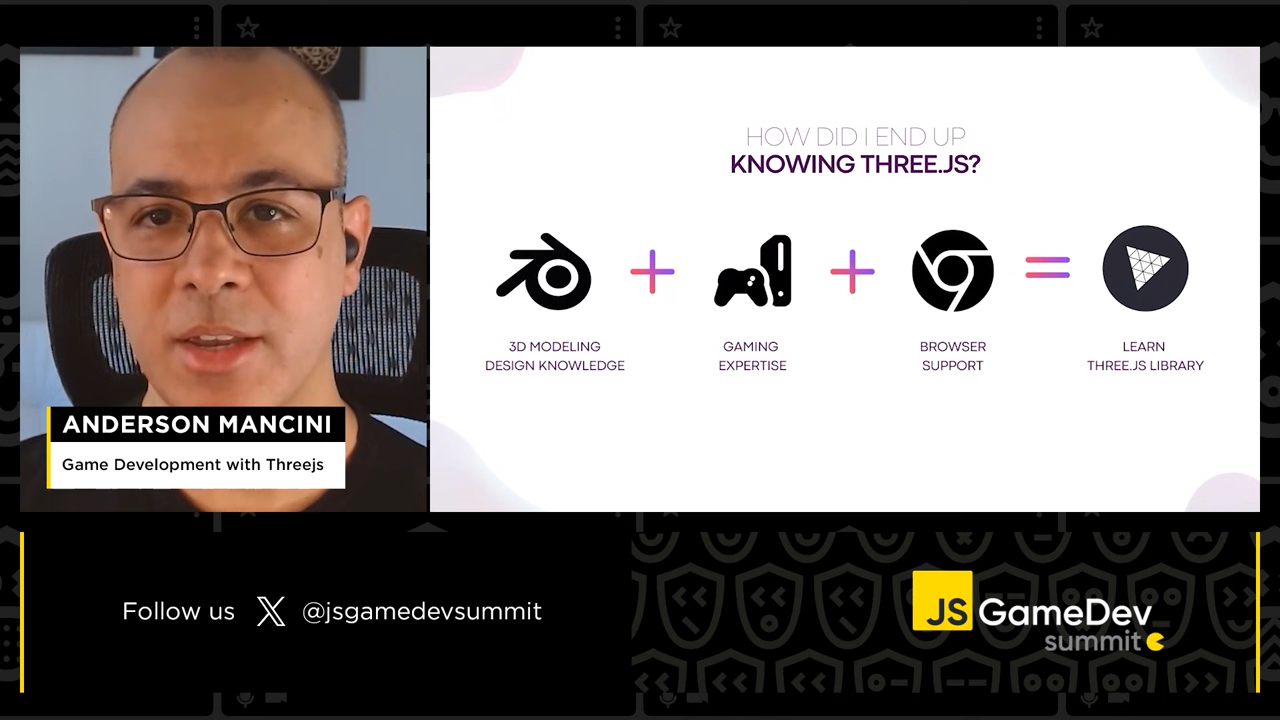 HOW DID I END UP
KNOWING THREE.JS?
3D MODELING
DESIGN KNOWLEDGE
GAMING
EXPERTISE
BROWSER
SUPPORT
LEARN
THREE.JS LIBRARY
ANDERSON MANCINI
Game Development with Threejs
Follow us X @jsgamedevsummit
JS GameDev
summit